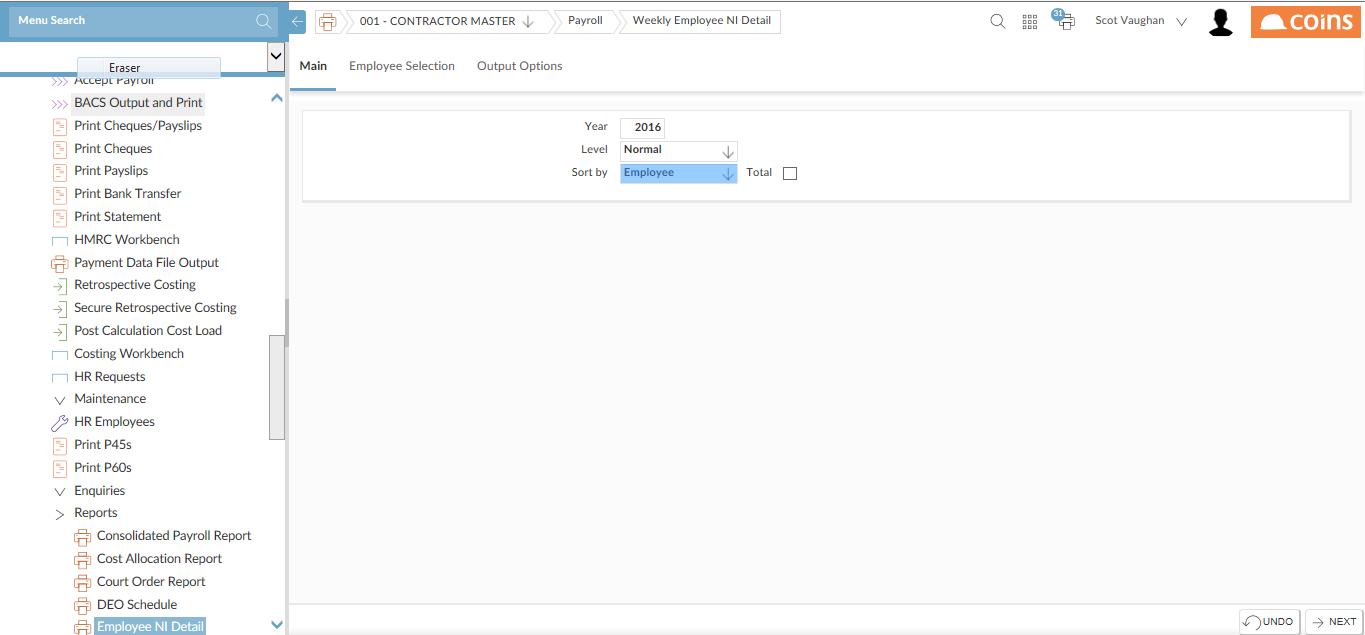 Menu Search
001 - CONTRACTOR MASTER
Payroll
Weekly Employee NI Detail
31
Scot Vaughan
coins
Eraser
Accept Payroll
BACS Output and Print
Print Cheques/Payslips
Print Cheques
Print Payslips
Print Bank Transfer
Print Statement
HMRC Workbench
Payment Data File Output
Retrospective Costing
Secure Retrospective Costing
Post Calculation Cost Load
Costing Workbench
HR Requests
Maintenance
HR Employees
Print P45s
Print P60s
Enquiries
Reports
Consolidated Payroll Report
Cost Allocation Report
Court Order Report
DEO Schedule
Employee NI Detail
Main
Employee Selection
Output Options
Year 2016
Level Normal
Sort by Employee Total
UNDO
NEXT